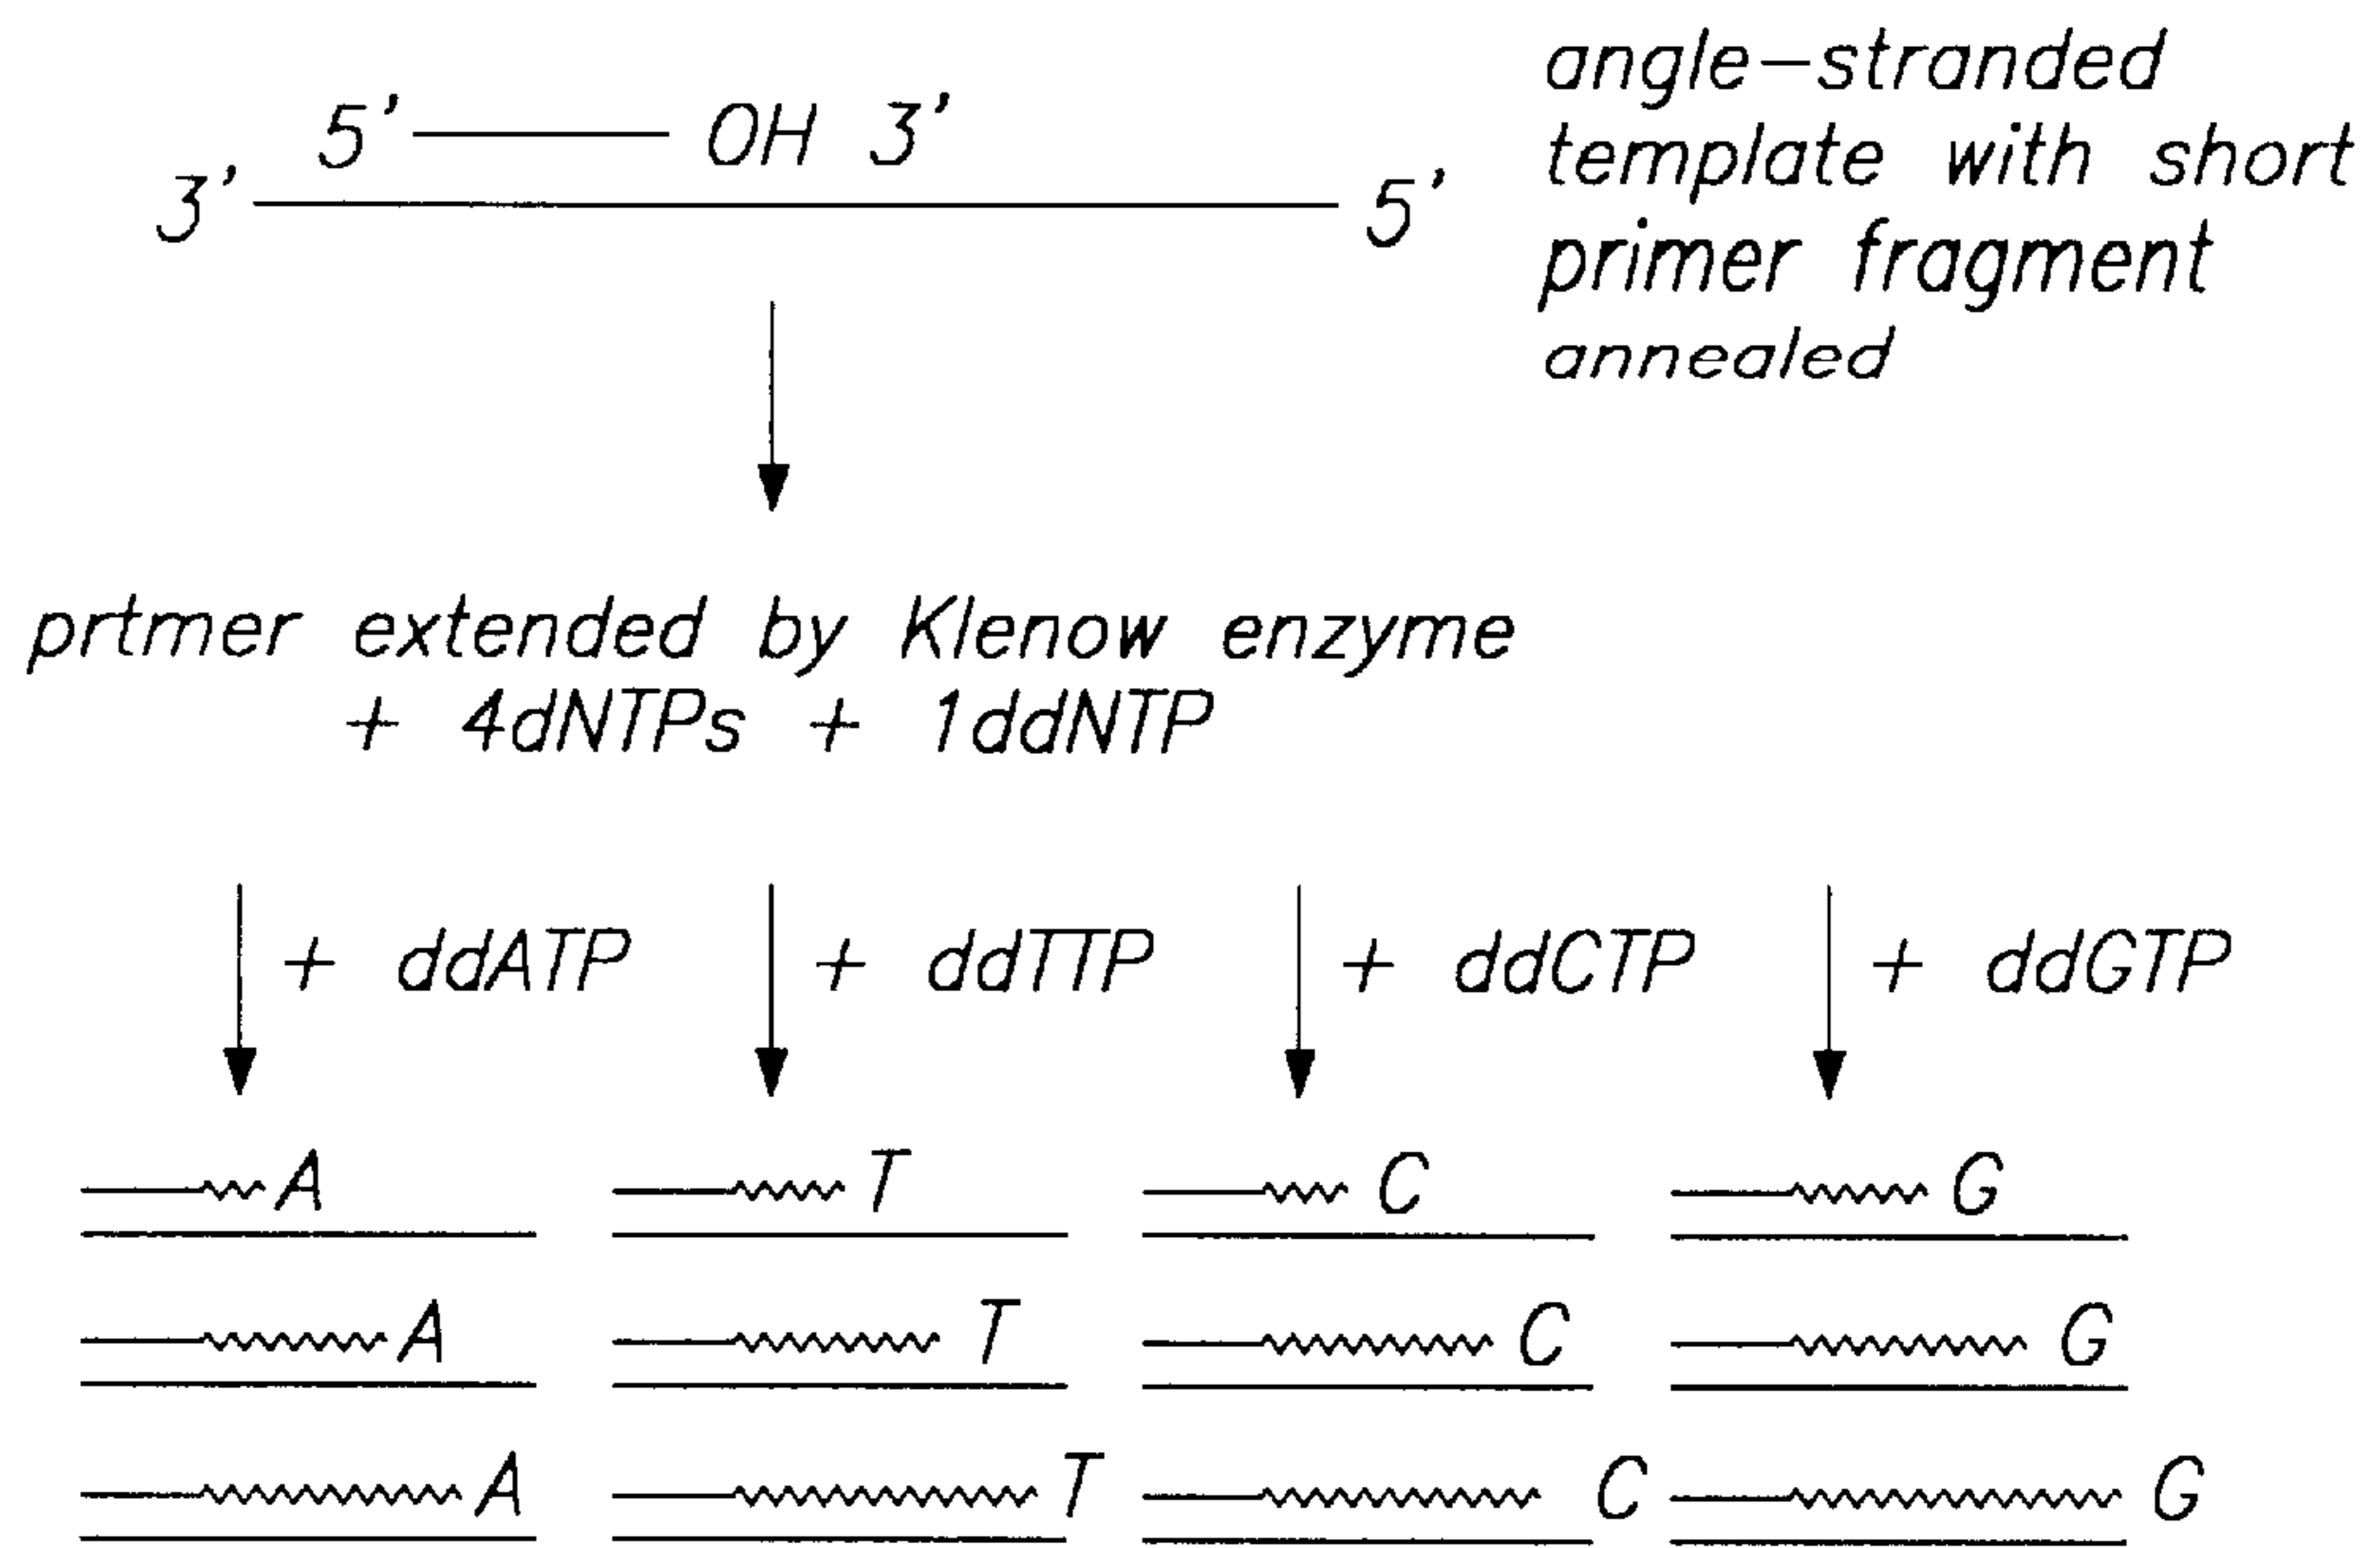 5' OH 3'
3' 5'
angle-stranded
template with short
primer fragment
annealed
prtmer extended by Klenow enzyme
+ 4dNTPs + 1ddNTP
+ ddATP + ddTTP + ddCTP + ddGTP
A T C G
A T C G
A T C G